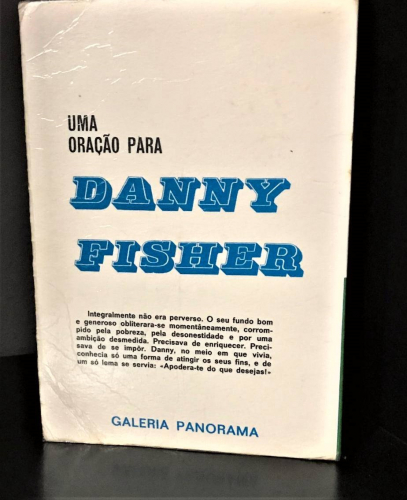 UMA
ORAÇÃO PARA
DANNY
FISHER
Integralmente não era perverso. O seu fundo bom
e generoso obliterara-se momentâneamente, corrom-
pido pela pobreza, pela desonestidade e por uma
ambição desmedida. Precisava de enriquecer. Preci-
sava de se impôr. Danny, no meio em que vivia,
conhecia só uma forma de atingir os seus fins, e de
um só lema se servia: «Apodera-te do que desejas!»
GALERIA PANORAMA